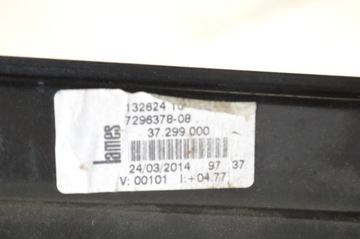 132624 10
7296378-08
37.299.000
lames
24/03/2014 97 37
V: 00101 I:+04.77